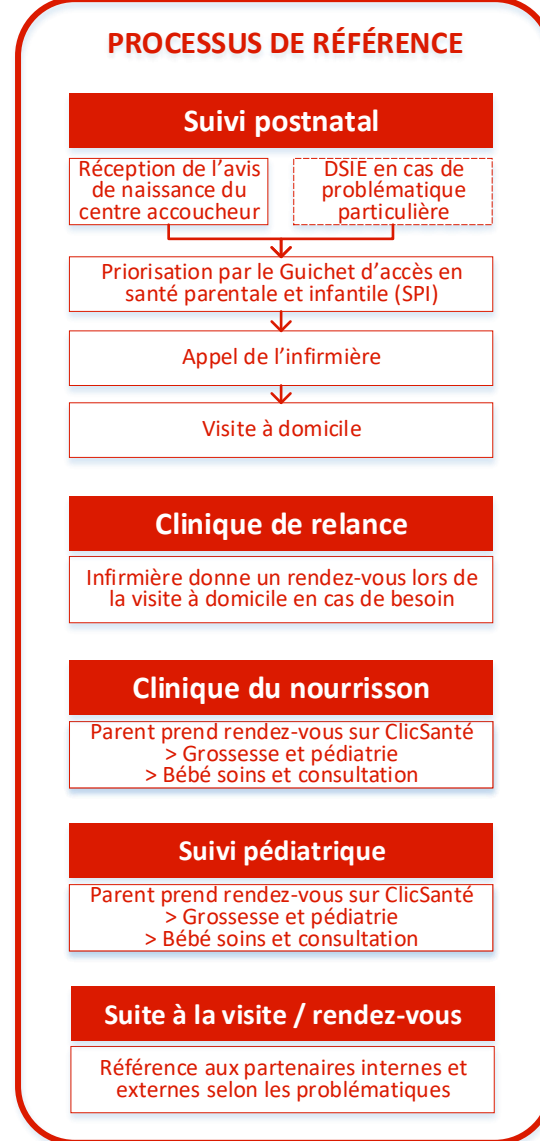 PROCESSUS DE RÉFÉRENCE
Suivi postnatal
Réception de l’avis
de naissance du
centre accoucheur
DSIE en cas de
problématique
particulière
Priorisation par le Guichet d’accès en
santé parentale et infantile (SPI)
Appel de l’infirmière
Visite à domicile
Clinique de relance
Infirmière donne un rendez-vous lors de
la visite à domicile en cas de besoin
Clinique du nourrisson
Parent prend rendez-vous sur ClicSanté
> Grossesse et pédiatrie
> Bébé soins et consultation
Suivi pédiatrique
Parent prend rendez-vous sur ClicSanté
> Grossesse et pédiatrie
> Bébé soins et consultation
Suite à la visite / rendez-vous
Référence aux partenaires internes et
externes selon les problématiques